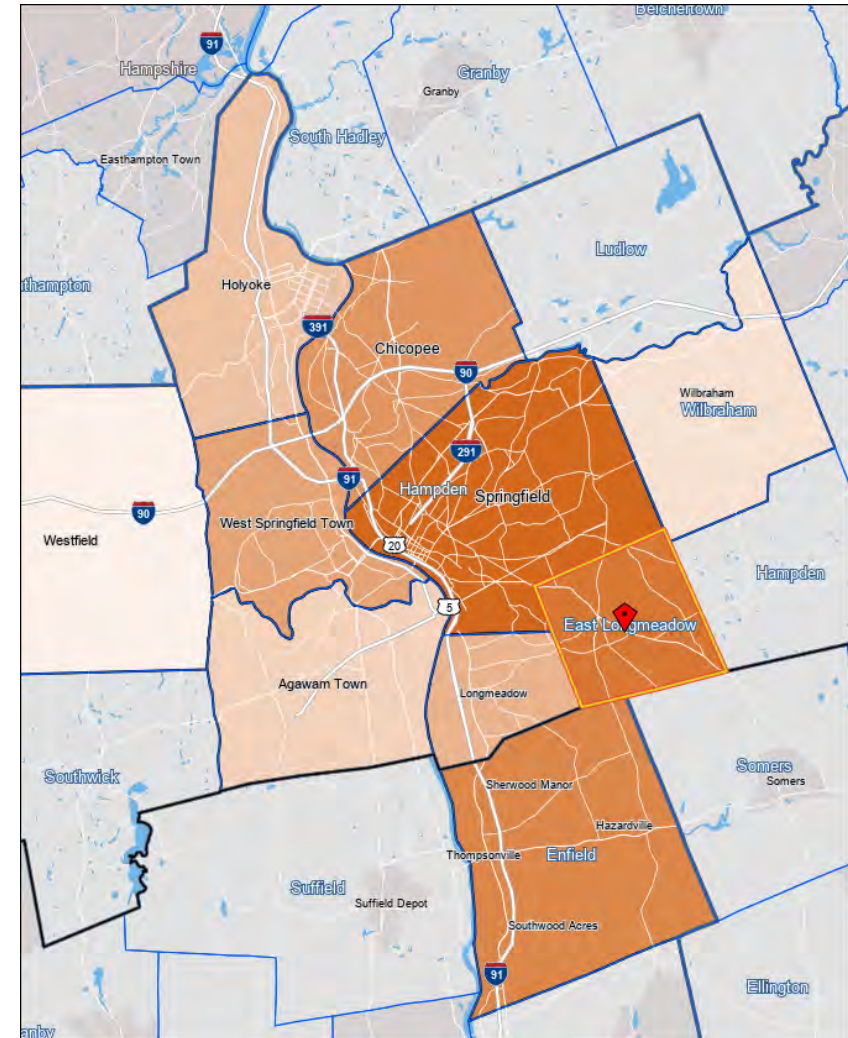 Belchertown
91
Hampshire
Granby
Granby
South Hadley
Easthampton Town
Ludlow
thampton
Holyoke
391
Chicopee
90
Wilbraham
Wilbraham
291
91
Hampden
Springfield
90
West Springfield Town
Westfield
20
Hampden
5
East Longmeadow
Agawam Town
Longmeadow
Somers
Southwick
Somers
Sherwood Manor
Hazardville
Thompsonville
Enfield
Suffield
Suffield Depot
Southwood Acres
91
Ellington
anby